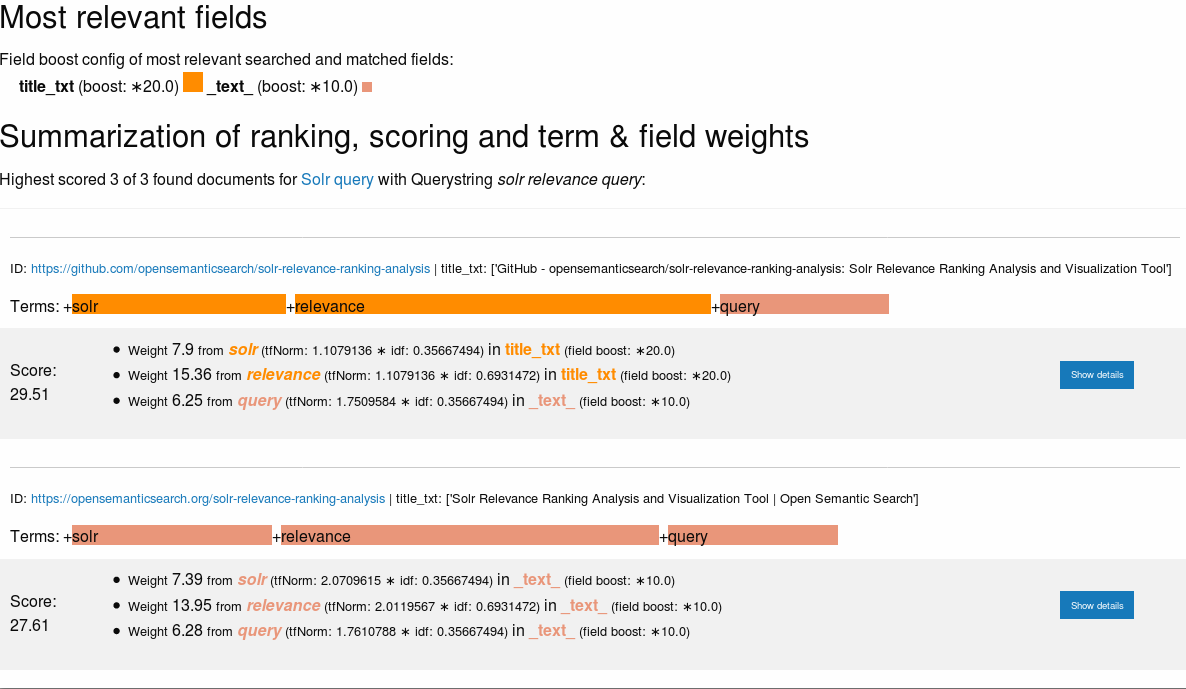 Most relevant fields
Field boost config of most relevant searched and matched fields:
title_txt (boost: ∗20.0) _text_ (boost: ∗10.0)
Summarization of ranking, scoring and term & field weights
Highest scored 3 of 3 found documents for Solr query with Querystring solr relevance query:
ID: https://github.com/opensemanticsearch/solr-relevance-ranking-analysis | title_txt: ['GitHub - opensemanticsearch/solr-relevance-ranking-analysis: Solr Relevance Ranking Analysis and Visualization Tool']
Terms: +solr+relevance+query
Score:
29.51
• Weight 7.9 from solr (tfNorm: 1.1079136 ∗ idf: 0.35667494) in title_txt (field boost: ∗20.0)
• Weight 15.36 from relevance (tfNorm: 1.1079136 ∗ idf: 0.6931472) in title_txt (field boost: ∗20.0)
• Weight 6.25 from query (tfNorm: 1.7509584 ∗ idf: 0.35667494) in _text_ (field boost: ∗10.0)
Show details
ID: https://opensemanticsearch.org/solr-relevance-ranking-analysis | title_txt: ['Solr Relevance Ranking Analysis and Visualization Tool | Open Semantic Search']
Terms: +solr+relevance+query
Score:
27.61
• Weight 7.39 from solr (tfNorm: 2.0709615 ∗ idf: 0.35667494) in _text_ (field boost: ∗10.0)
• Weight 13.95 from relevance (tfNorm: 2.0119567 ∗ idf: 0.6931472) in _text_ (field boost: ∗10.0)
• Weight 6.28 from query (tfNorm: 1.7610788 ∗ idf: 0.35667494) in _text_ (field boost: ∗10.0)
Show details